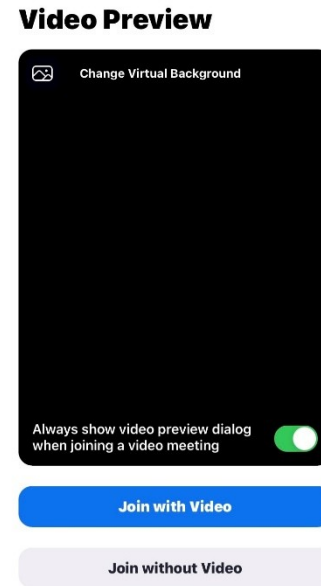 Video Preview
Change Virtual Background
Always show video preview dialog
when joining a video meeting
Join with Video
Join without Video